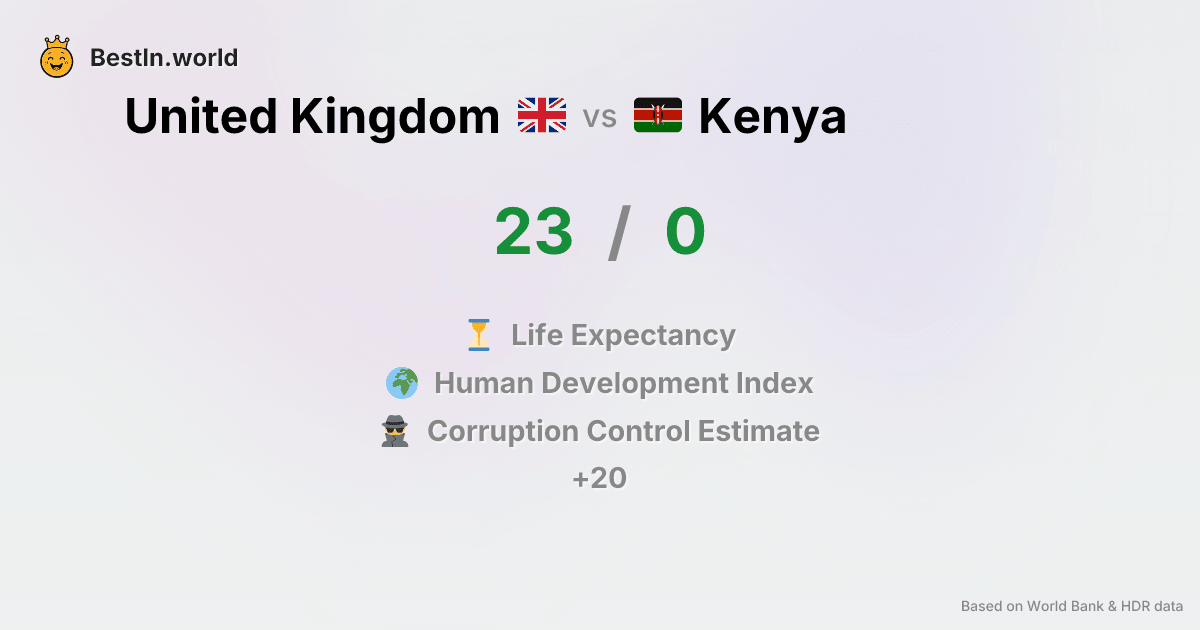 BestIn.world
United Kingdom vs Kenya
23 / 0
Life Expectancy
Human Development Index
Corruption Control Estimate
+20
Based on World Bank & HDR data